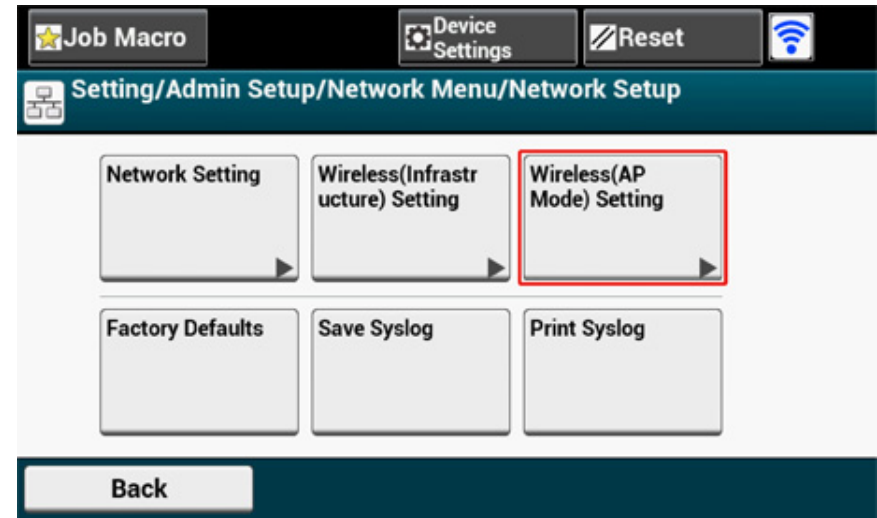 Job Macro
Device
Settings
Reset
Setting/Admin Setup/Network Menu/Network Setup
Network Setting
Wireless(Infrastr
ucture) Setting
Wireless(AP
Mode) Setting
Factory Defaults
Save Syslog
Print Syslog
Back